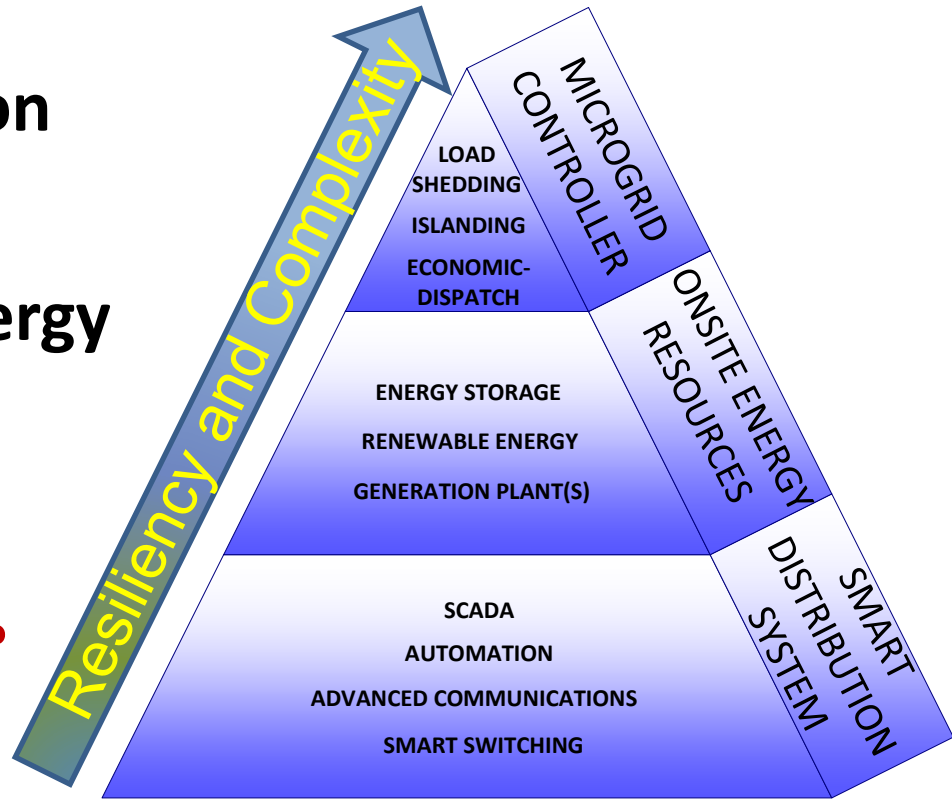 on
ergy
Resiliency and Complexity
LOAD
SHEDDING
ISLANDING
ECONOMIC-
DISPATCH
MICROGRID
CONTROLLER
ENERGY STORAGE
RENEWABLE ENERGY
GENERATION PLANT(S)
ONSITE ENERGY
RESOURCES
SCADA
AUTOMATION
ADVANCED COMMUNICATIONS
SMART SWITCHING
SMART
DISTRIBUTION
SYSTEM